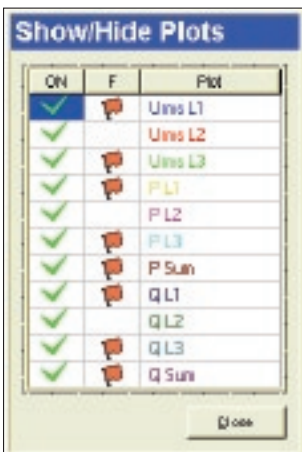 Show/Hide Plots
ON F Plot
Urms L1
Urms L2
Urms L3
P L1
P L2
P L3
P Sum
Q L1
Q L2
Q L3
Q Sum
Close